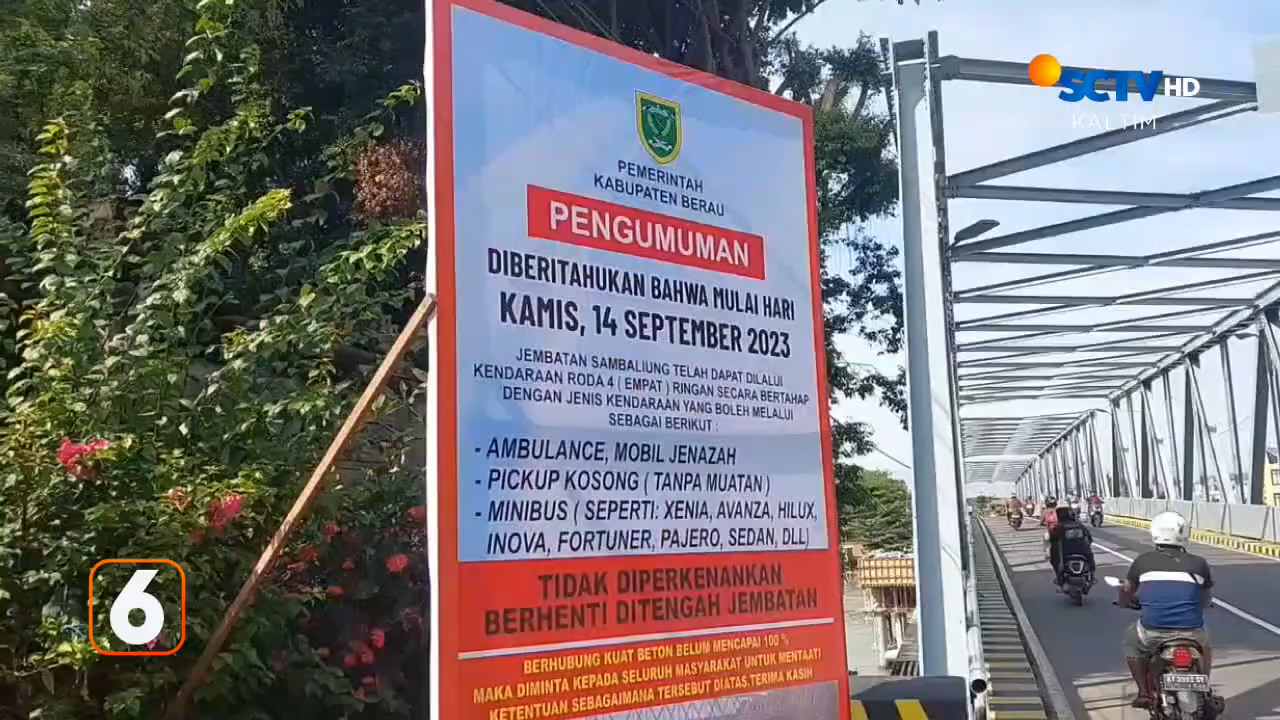 SCTV HD
KALTIM
PEMERINTAH
KABUPATEN BERAU
PENGUMUMAN
DIBERITAHUKAN BAHWA MULAI HARI
KAMIS, 14 SEPTEMBER 2023
JEMBATAN SAMBALIUNG TELAH DAPAT DILALUI
KENDARAAN RODA 4 ( EMPAT ) RINGAN SECARA BERTAHAP
DENGAN JENIS KENDARAAN YANG BOLEH MELALUI
SEBAGAI BERIKUT :
- AMBULANCE, MOBIL JENAZAH
- PICKUP KOSONG ( TANPA MUATAN )
- MINIBUS ( SEPERTI: XENIA, AVANZA, HILUX,
INOVA, FORTUNER, PAJERO, SEDAN, DLL)
TIDAK DIPERKENANKAN
BERHENTI DITENGAH JEMBATAN
BERHUBUNG KUAT BETON BELUM MENCAPAI 100 %
MAKA DIMINTA KEPADA SELURUH MASYARAKAT UNTUK MENTAATI
KETENTUAN SEBAGAIMANA TERSEBUT DIATAS.TERIMA KASIH
6